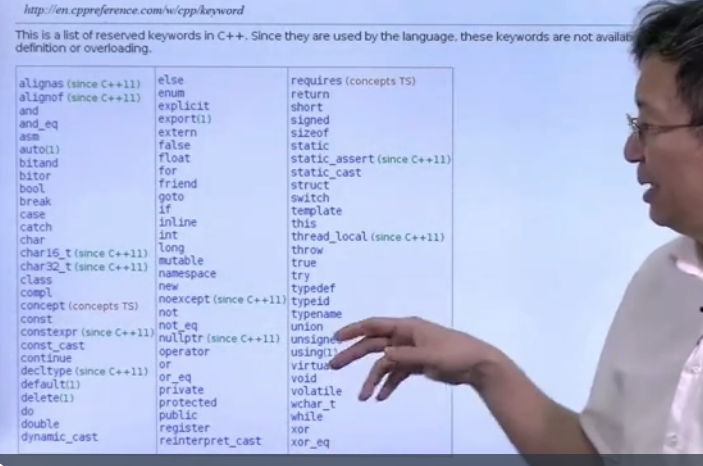 http://en.cppreference.com/w/cpp/keyword
This is a list of reserved keywords in C++. Since they are used by the language, these keywords are not
definition or overloading.
alignas (since C++11)
alignof (since C++11)
and
and_eq
asm
auto(1)
bitand
bitor
bool
break
case
catch
char
char16_t (since C++11)
char32_t (since C++11)
class
compl
concept (concepts TS)
const
constexpr (since C++11)
const_cast
continue
decltype (since C++11)
default(1)
delete(1)
do
double
dynamic_cast
else
enum
explicit
export(1)
extern
false
float
for
friend
goto
if
inline
int
long
mutable
namespace
new
noexcept (since C++11)
not
not_eq
nullptr (since C++11)
operator
or
or_eq
private
protected
public
register
reinterpret_cast
requires (concepts TS)
return
short
signed
sizeof
static
static_assert (since C++11)
static_cast
struct
switch
template
this
thread_local (since C++11)
throw
true
try
typedef
typeid
typename
union
using(1)
void
volatile
wchar_t
while
xor
xor_eq